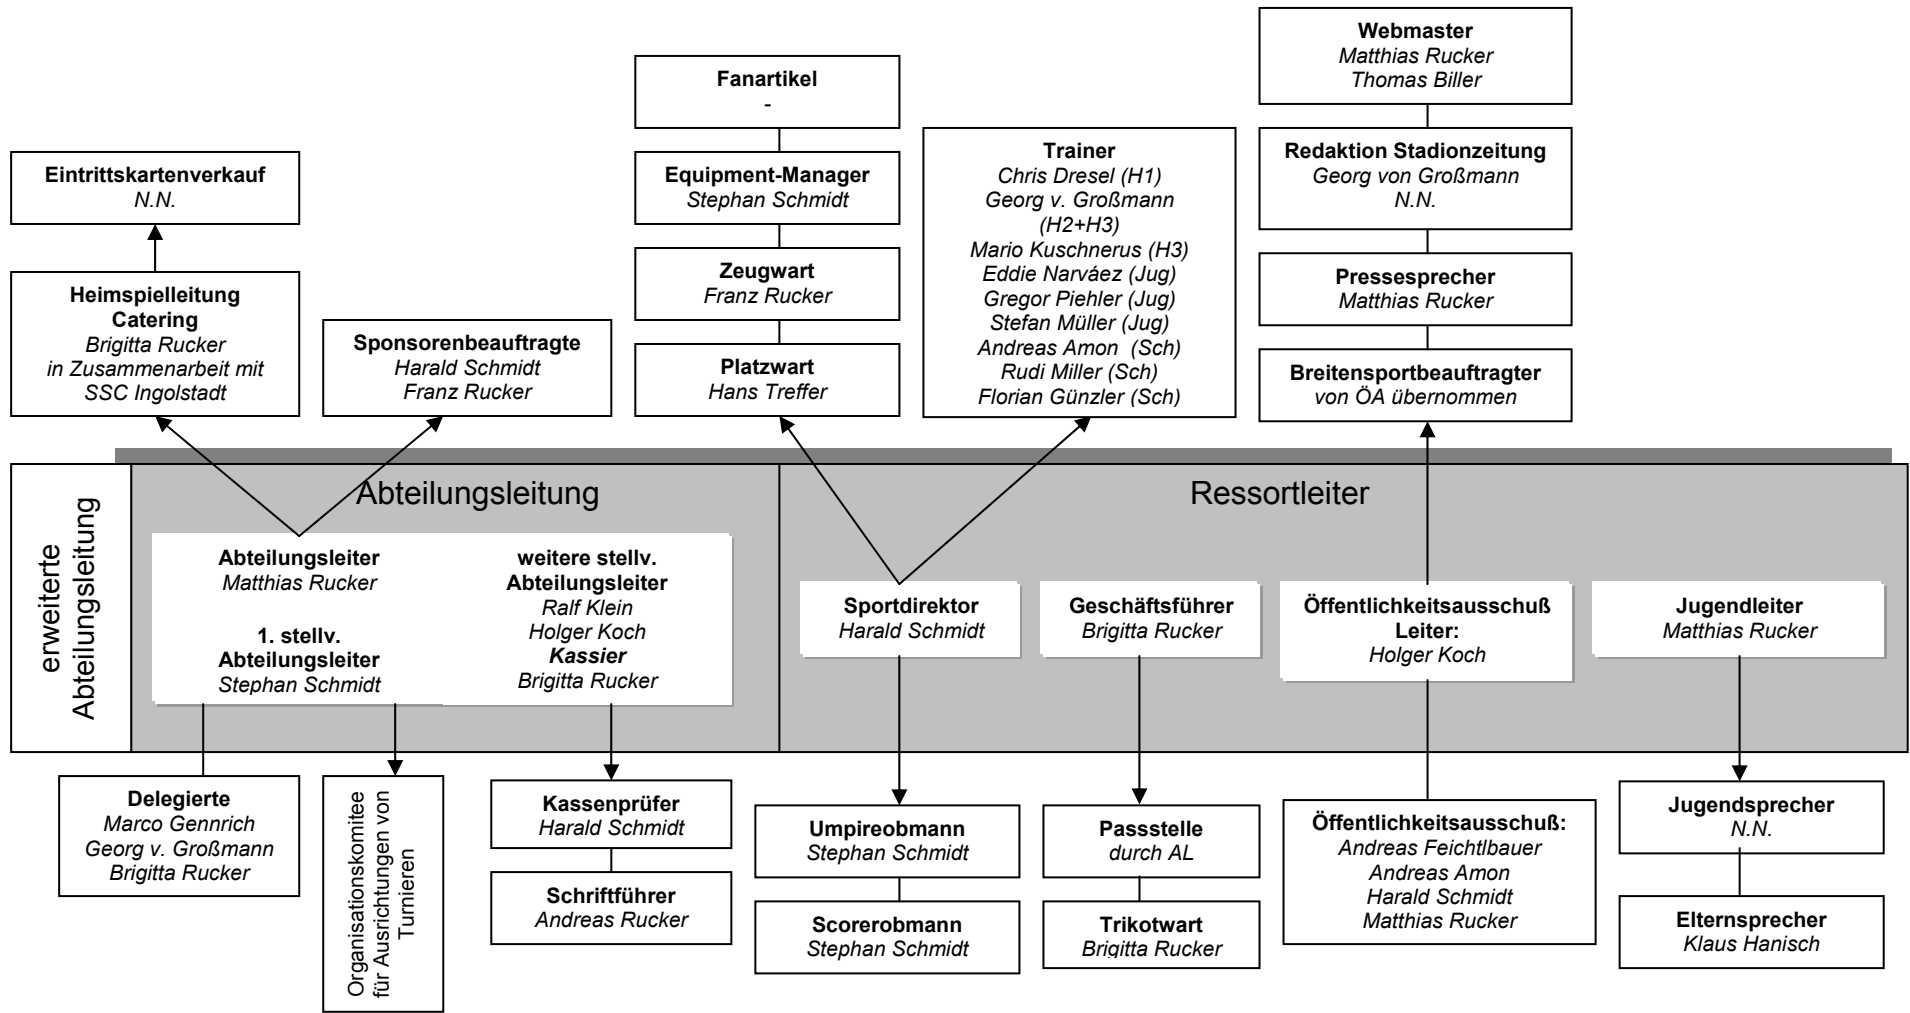 Webmaster
Matthias Rucker
Thomas Biller
Fanartikel
-
Eintrittskartenverkauf
N.N.
Equipment-Manager
Stephan Schmidt
Trainer
Chris Dresel (H1)
Georg v. Großmann
(H2+H3)
Mario Kuschnerus (H3)
Eddie Narváez (Jug)
Gregor Piehler (Jug)
Stefan Müller (Jug)
Andreas Amon (Sch)
Rudi Miller (Sch)
Florian Günzler (Sch)
Redaktion Stadionzeitung
Georg von Großmann
N.N.
Heimspielleitung
Catering
Brigitta Rucker
in Zusammenarbeit mit
SSC Ingolstadt
Sponsorenbeauftragte
Harald Schmidt
Franz Rucker
Zeugwart
Franz Rucker
Pressesprecher
Matthias Rucker
Platzwart
Hans Treffer
Breitensportbeauftragter
von ÖA übernommen
erweiterte
Abteilungsleitung
Abteilungsleitung
Ressortleiter
Abteilungsleiter
Matthias Rucker
1. stellv.
Abteilungsleiter
Stephan Schmidt
weitere stellv.
Abteilungsleiter
Ralf Klein
Holger Koch
Kassier
Brigitta Rucker
Sportdirektor
Harald Schmidt
Geschäftsführer
Brigitta Rucker
Öffentlichkeitsausschuß
Leiter:
Holger Koch
Jugendleiter
Matthias Rucker
Delegierte
Marco Gennrich
Georg v. Großmann
Brigitta Rucker
Organisationskomitee
für Ausrichtungen von
Turnieren
Kassenprüfer
Harald Schmidt
Schriftführer
Andreas Rucker
Umpireobmann
Stephan Schmidt
Scorerobmann
Stephan Schmidt
Passstelle
durch AL
Trikotwart
Brigitta Rucker
Öffentlichkeitsausschuß:
Andreas Feichtlbauer
Andreas Amon
Harald Schmidt
Matthias Rucker
Jugendsprecher
N.N.
Elternsprecher
Klaus Hanisch